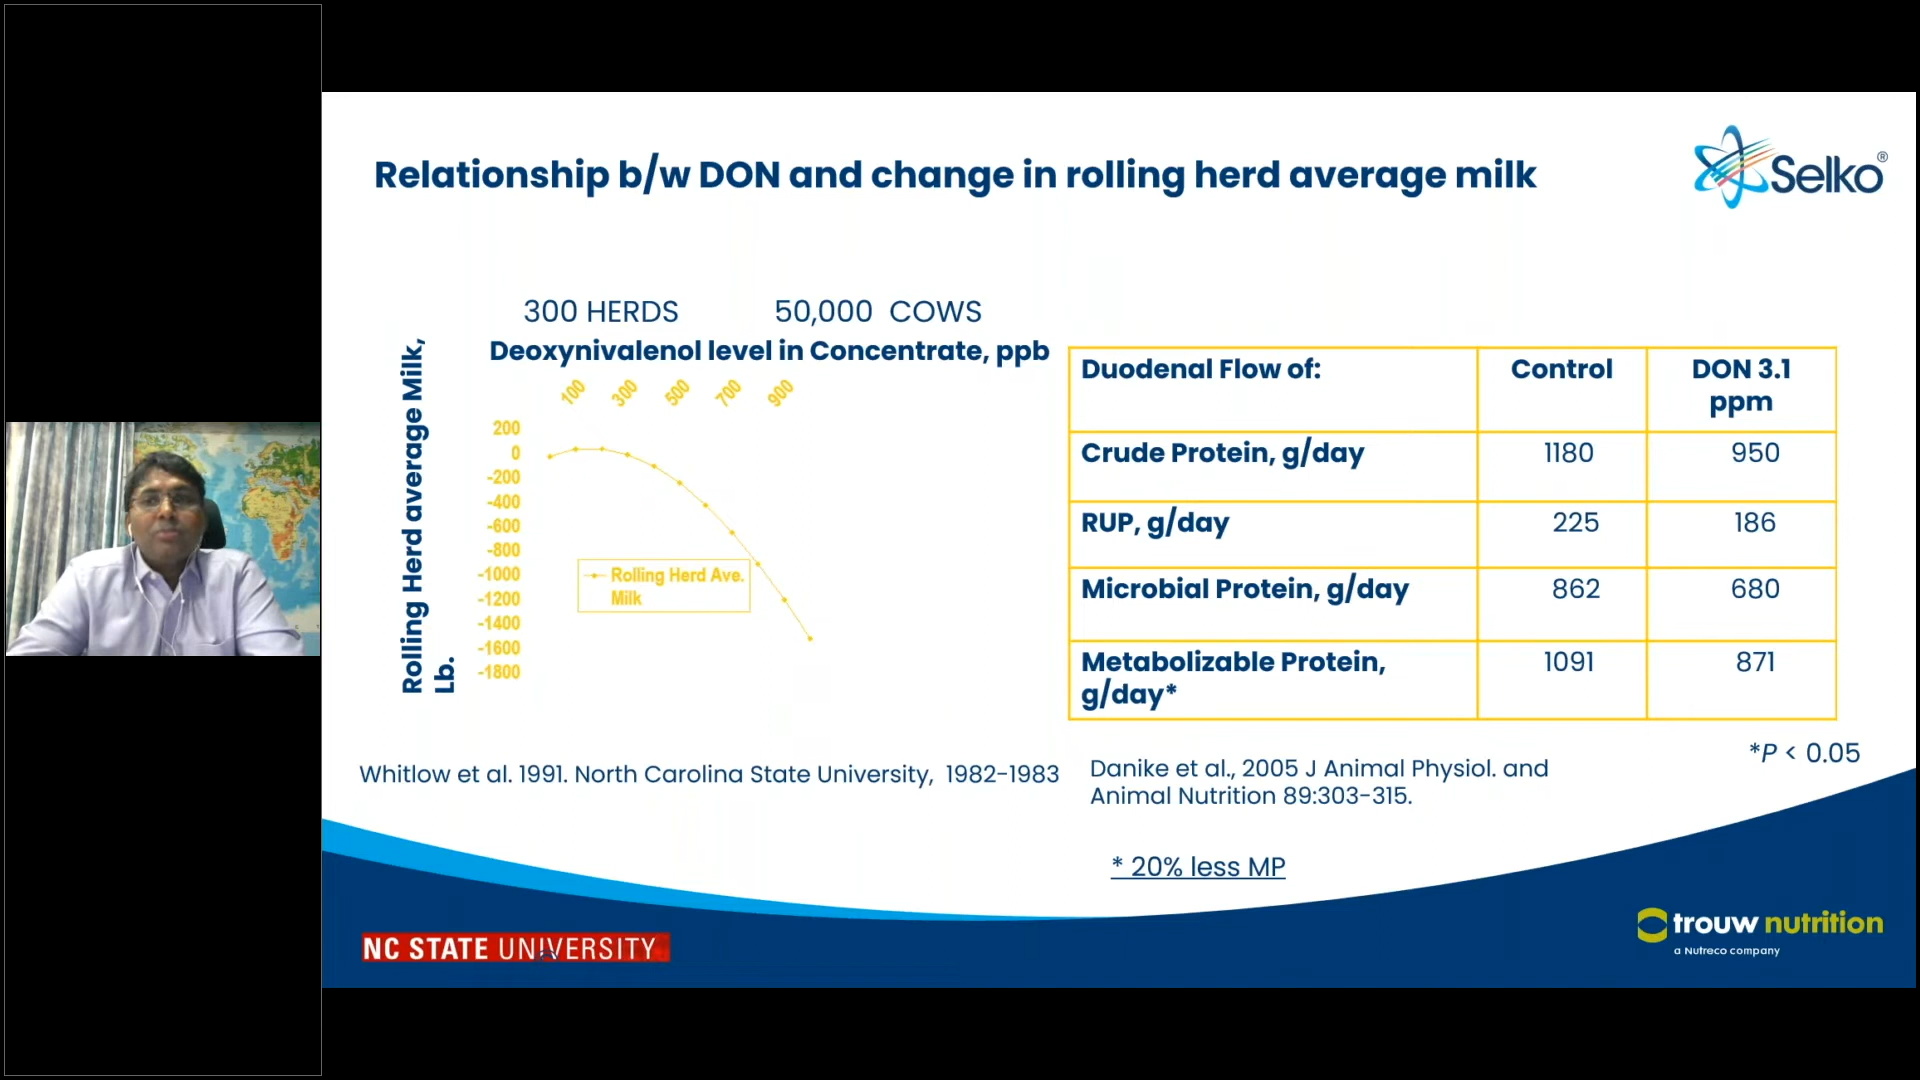 Relationship b/w DON and change in rolling herd average milk
Selko®
300 HERDS 50,000 COWS
Deoxynivalenol level in Concentrate, ppb
100 300 500 700 900
Rolling Herd average Milk,
Lb.
200
0
-200
-400
-600
-800
-1000
-1200
-1400
-1600
-1800
Rolling Herd Ave.
Milk
Duodenal Flow of: Control DON 3.1
ppm
Crude Protein, g/day 1180 950
RUP, g/day 225 186
Microbial Protein, g/day 862 680
Metabolizable Protein, 1091 871
g/day*
*P < 0.05
Whitlow et al. 1991. North Carolina State University, 1982-1983
Danike et al., 2005 J Animal Physiol. and
Animal Nutrition 89:303-315.
* 20% less MP
NC STATE UNIVERSITY
trouw nutrition
a Nutreco company